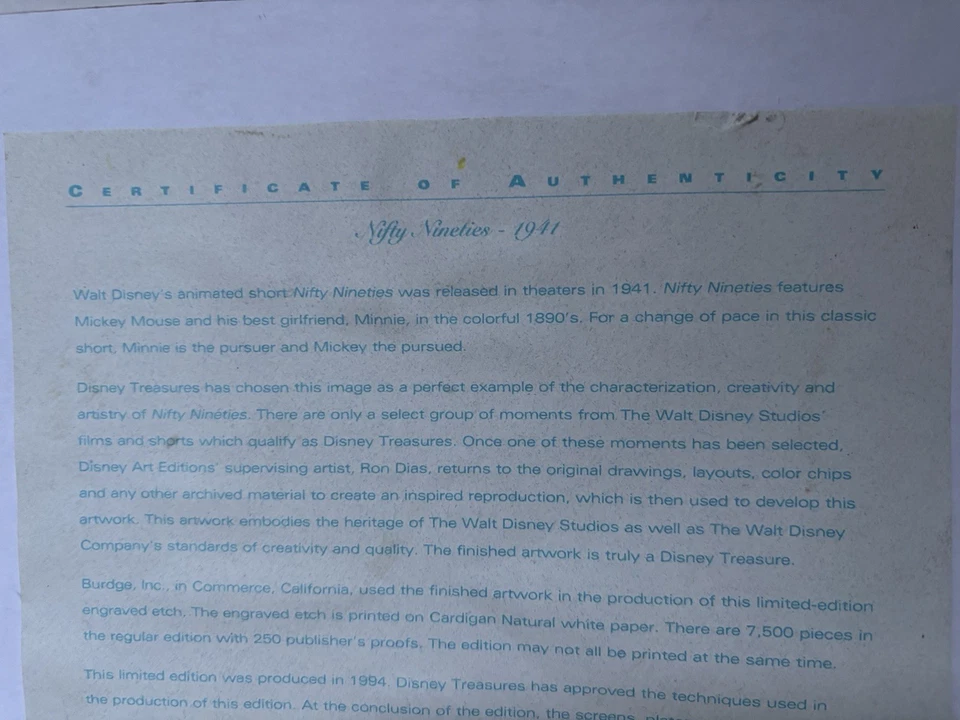 CERTIFICATE OF AUTHENTICITY
Nifty Nineties - 1941
Walt Disney's animated short Nifty Nineties was released in theaters in 1941. Nifty Nineties features
Mickey Mouse and his best girlfriend, Minnie, in the colorful 1890's. For a change of pace in this classic
short, Minnie is the pursuer and Mickey the pursued.
Disney Treasures has chosen this image as a perfect example of the characterization, creativity and
artistry of Nifty Nineties. There are only a select group of moments from The Walt Disney Studios'
films and shorts which qualify as Disney Treasures. Once one of these moments has been selected,
Disney Art Editions' supervising artist, Ron Dias, returns to the original drawings, layouts, color chips
and any other archived material to create an inspired reproduction, which is then used to develop this
artwork. This artwork embodies the heritage of The Walt Disney Studios as well as The Walt Disney
Company's standards of creativity and quality. The finished artwork is truly a Disney Treasure.
Burdge, Inc., in Commerce, California, used the finished artwork in the production of this limited-edition
engraved etch. The engraved etch is printed on Cardigan Natural white paper. There are 7,500 pieces in
the regular edition with 250 publisher's proofs. The edition may not all be printed at the same time.
This limited edition was produced in 1994. Disney Treasures has approved the techniques used in
the production of this edition. At the conclusion of the edition, the screens,